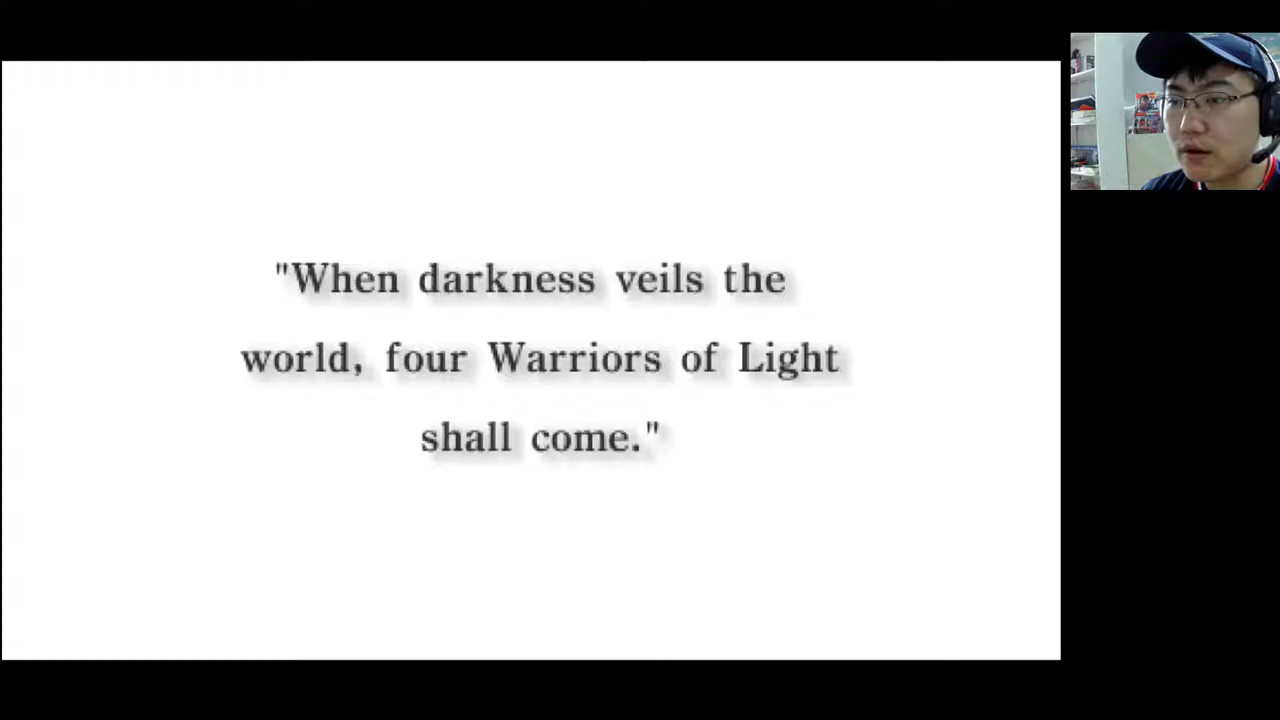 "When darkness veils the
world, four Warriors of Light
shall come."